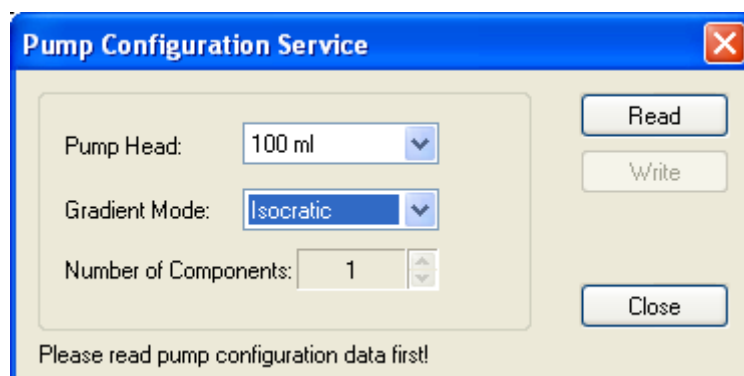 Pump Configuration Service
Pump Head: 100 ml
Read
Write
Gradient Mode: Isocratic
Number of Components: 1
Close
Please read pump configuration data first!